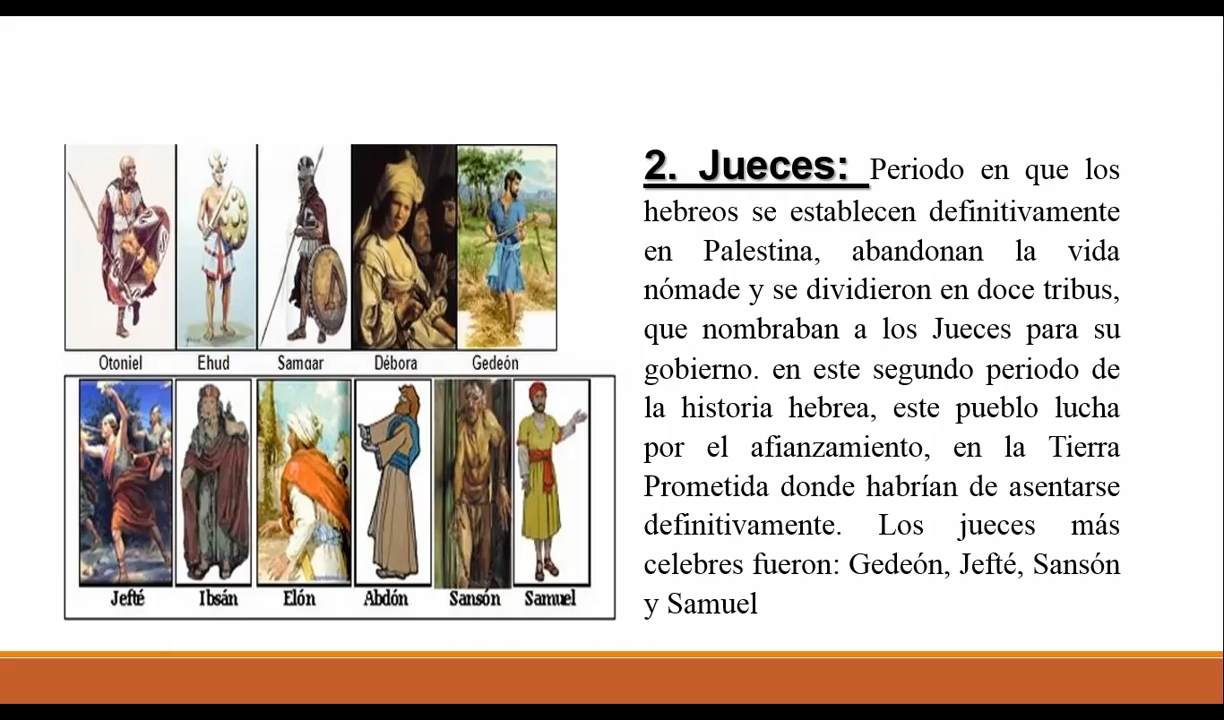 Otoniel Ehud Samgar Débora Gedeón
Jefté Ibsán Elón Abdón Sansón Samuel
2. Jueces: Periodo en que los
hebreos se establecen definitivamente
en Palestina, abandonan la vida
nómade y se dividieron en doce tribus,
que nombraban a los Jueces para su
gobierno. en este segundo periodo de
la historia hebrea, este pueblo lucha
por el afianzamiento, en la Tierra
Prometida donde habrían de asentarse
definitivamente. Los jueces más
celebres fueron: Gedeón, Jefté, Sansón
y Samuel